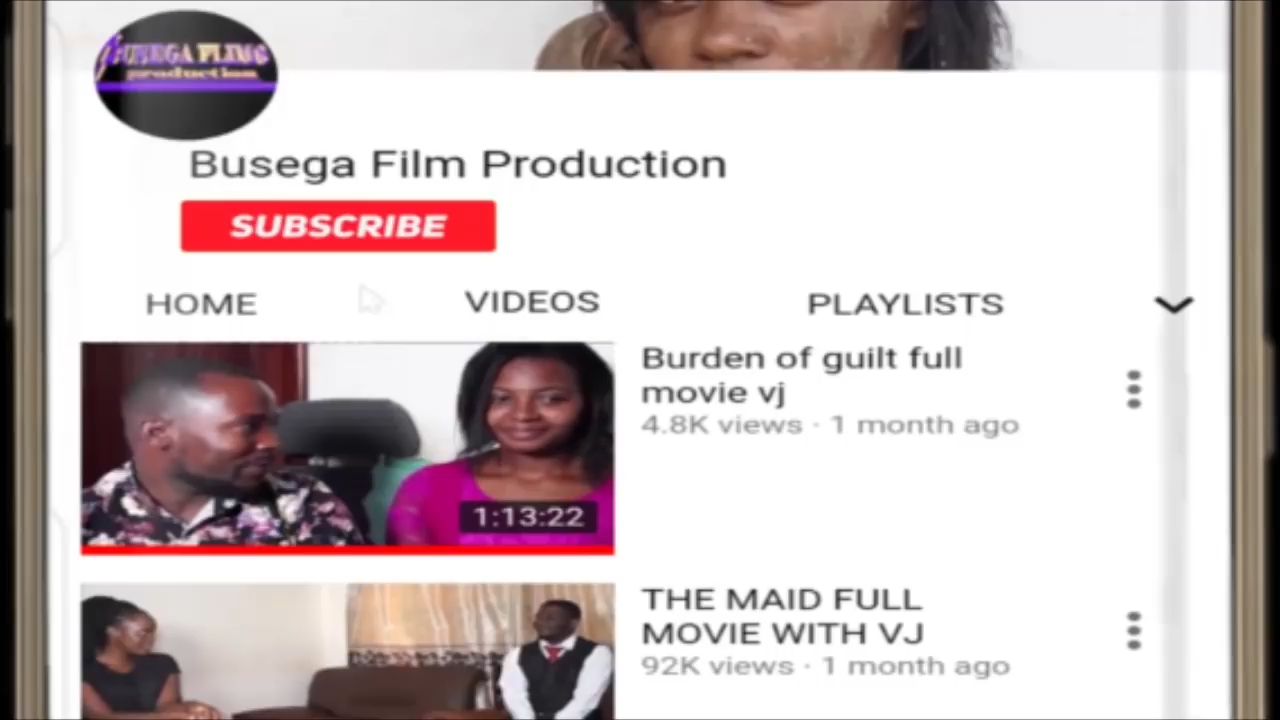 production
Busega Film Production
SUBSCRIBE
HOME
VIDEOS
PLAYLISTS
Burden of guilt full
movie vj
4.8K views · 1 month ago
1:13:22
THE MAID FULL
MOVIE WITH VJ
92K views · 1 month ago